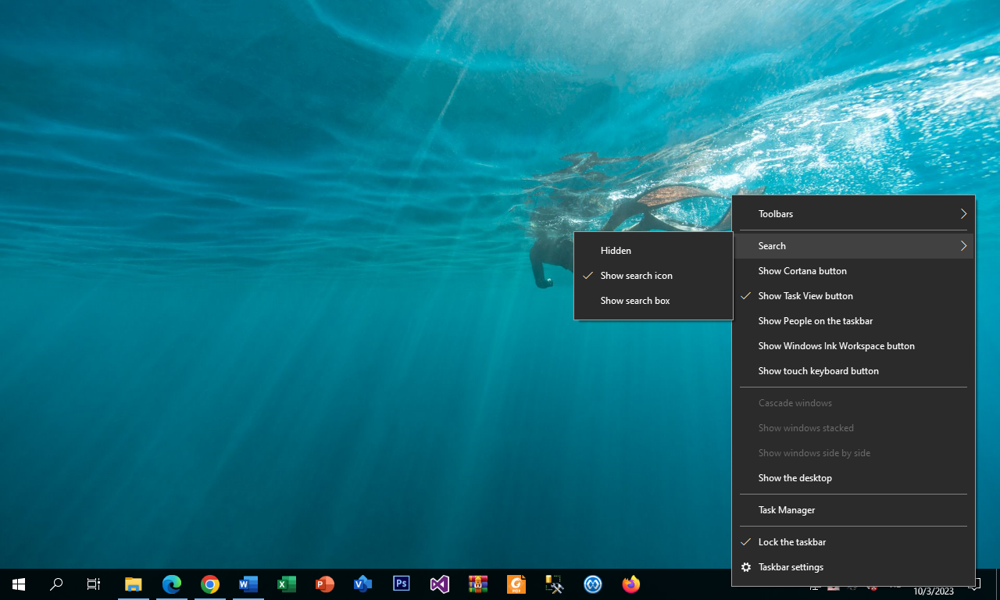 Toolbars
Search
Show Cortana button
Show Task View button
Show People on the taskbar
Show Windows Ink Workspace button
Show touch keyboard button
Cascade windows
Show windows stacked
Show windows side by side
Show the desktop
Task Manager
Lock the taskbar
Taskbar settings
Hidden
Show search icon
Show search box
W
X
P
V
Ps
PDF
10/3/2023